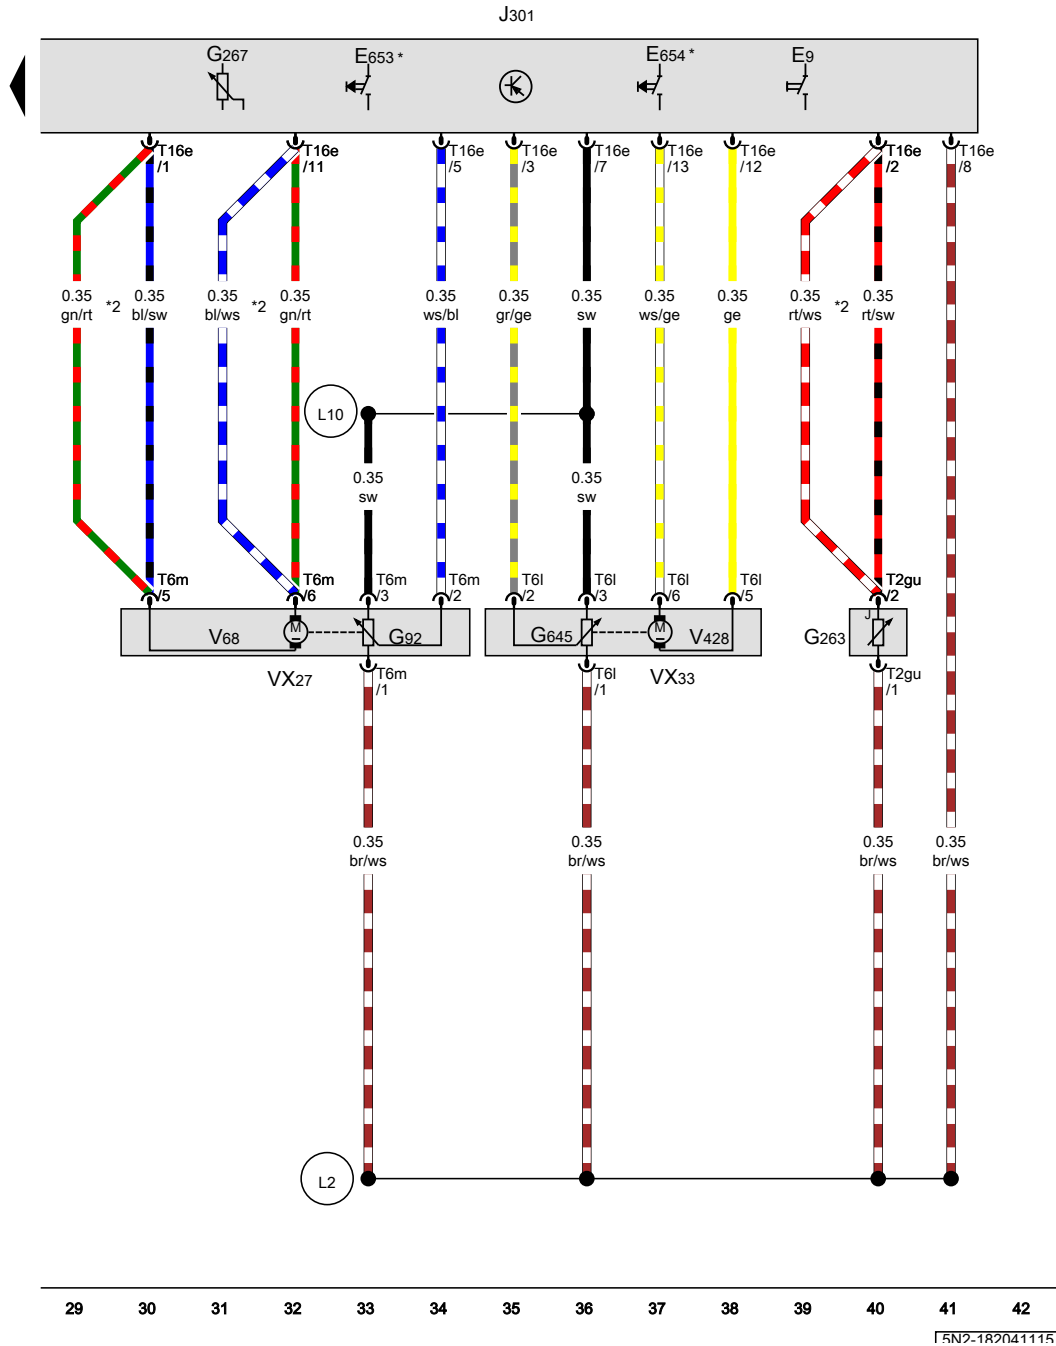 J301
G267 E653 * E654 * E9
T16e T16e T16e T16e T16e T16e T16e T16e T16e
/1 /11 /5 /3 /7 /13 /12 /2 /8
0.35 0.35 0.35 0.35 0.35 0.35 0.35 0.35 0.35 0.35 0.35
gn/rt *2 bl/sw bl/ws *2 gn/rt ws/bl gr/ge sw ws/ge ge rt/ws *2 rt/sw
L10
0.35 0.35
sw sw
T6m T6m T6m T6m T6l T6l T6l T6l T2gu
/5 /6 /3 /2 /2 /3 /6 /5 /2
J
V68 M G92 G645 M V428 G263
VX27 T6m T6l VX33 T2gu
/1 /1 /1
0.35 0.35 0.35 0.35
br/ws br/ws br/ws br/ws
L2
29 30 31 32 33 34 35 36 37 38 39 40 41 42
5N2-182041115